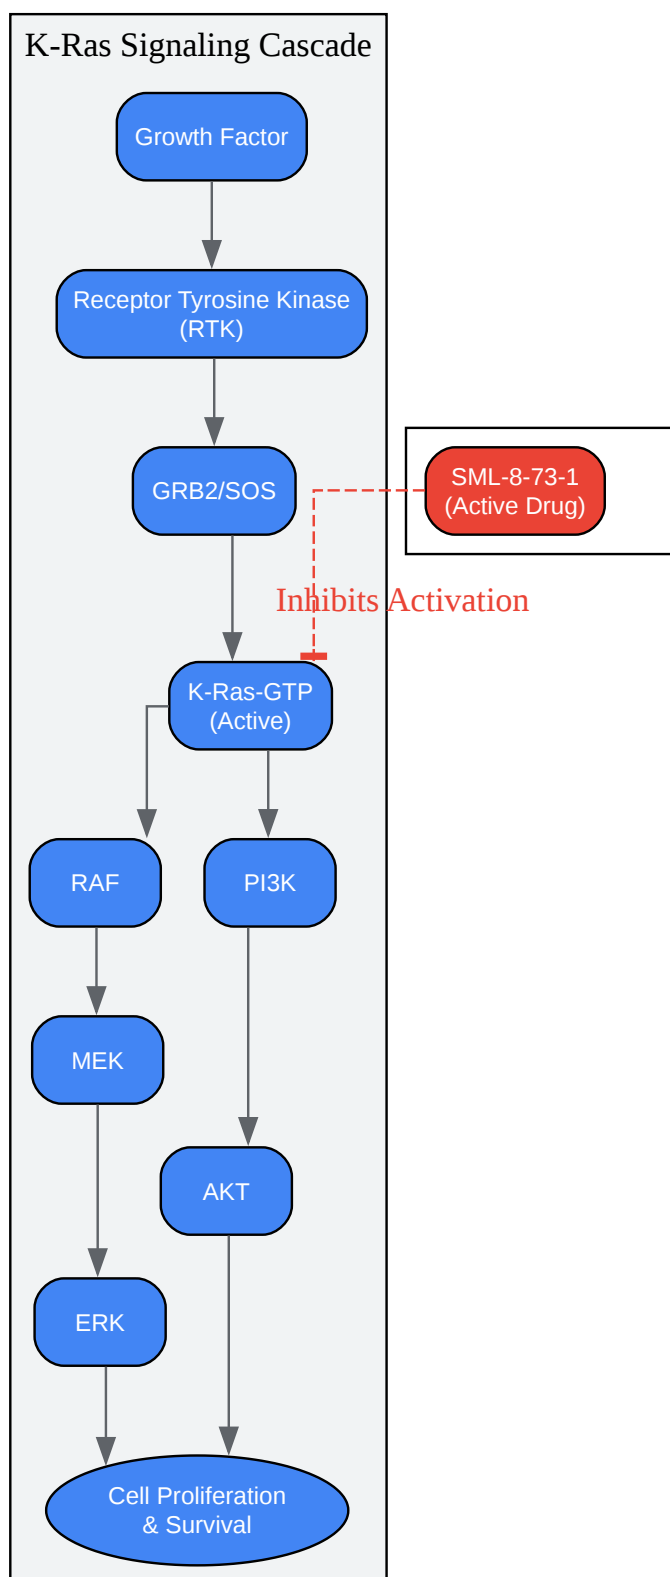 K-Ras Signaling Cascade
Growth Factor
Receptor Tyrosine Kinase
(RTK)
GRB2/SOS
SML-8-73-1
(Active Drug)
Inhibits Activation
K-Ras-GTP
(Active)
RAF
PI3K
MEK
AKT
ERK
Cell Proliferation
& Survival